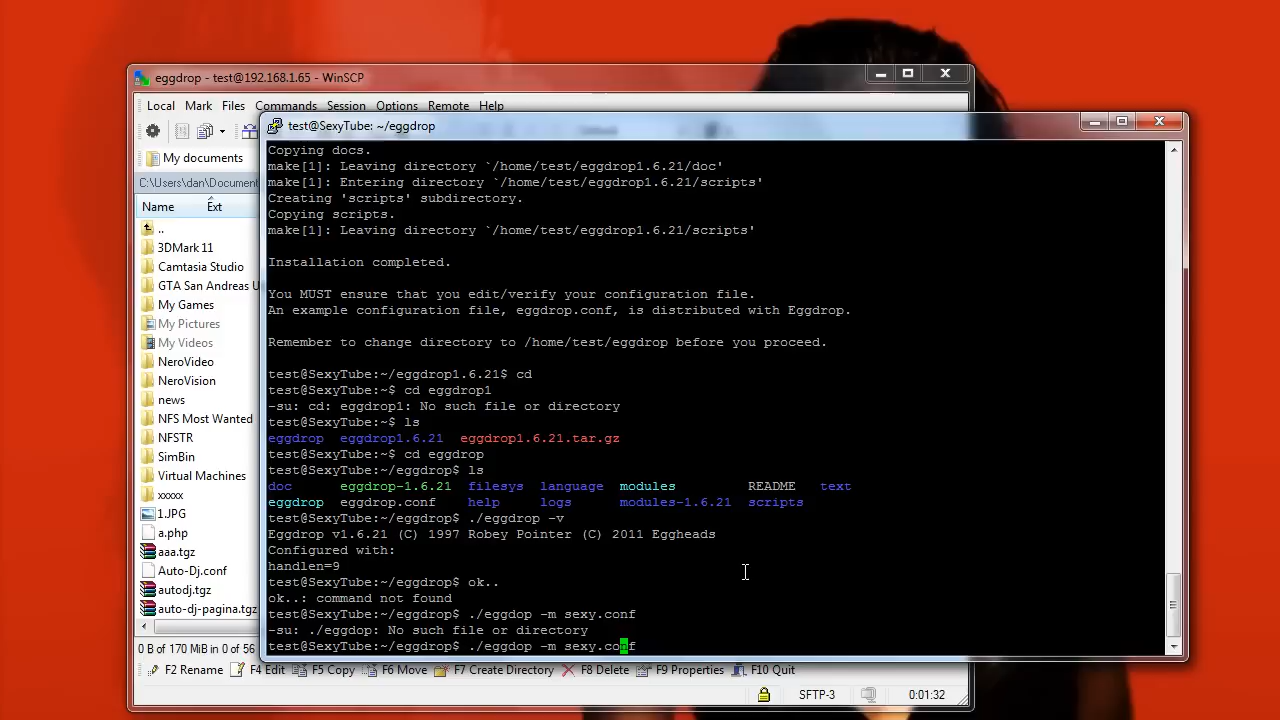 eggdrop - test@192.168.1.65 - WinSCP
Local Mark Files Commands Session Options Remote Help
test@SexyTube: ~/eggdrop
My documents
C:\Users\dan\Document
Name Ext
..
3DMark 11
Camtasia Studio
GTA San Andreas U
My Games
My Pictures
My Videos
NeroVideo
NeroVision
news
NFS Most Wanted
NFSTR
SimBin
Virtual Machines
xxxxx
1.JPG
a.php
aaa.tgz
Auto-Dj.conf
autodj.tgz
auto-dj-pagina.tgz
Copying docs.
make[1]: Leaving directory `/home/test/eggdrop1.6.21/doc'
make[1]: Entering directory `/home/test/eggdrop1.6.21/scripts'
Creating 'scripts' subdirectory.
Copying scripts.
make[1]: Leaving directory `/home/test/eggdrop1.6.21/scripts'
Installation completed.
You MUST ensure that you edit/verify your configuration file.
An example configuration file, eggdrop.conf, is distributed with Eggdrop.
Remember to change directory to /home/test/eggdrop before you proceed.
test@SexyTube:~/eggdrop1.6.21$ cd
test@SexyTube:~$ cd eggdrop1
-su: cd: eggdrop1: No such file or directory
test@SexyTube:~$ ls
eggdrop eggdrop1.6.21 eggdrop1.6.21.tar.gz
test@SexyTube:~$ cd eggdrop
test@SexyTube:~/eggdrop$ ls
doc eggdrop-1.6.21 filesys language modules README text
eggdrop eggdrop.conf help logs modules-1.6.21 scripts
test@SexyTube:~/eggdrop$ ./eggdrop -v
Eggdrop v1.6.21 (C) 1997 Robey Pointer (C) 2011 Eggheads
Configured with:
handlen=9
test@SexyTube:~/eggdrop$ ok..
ok..: command not found
test@SexyTube:~/eggdrop$ ./eggdop -m sexy.conf
-su: ./eggdop: No such file or directory
test@SexyTube:~/eggdrop$ ./eggdop -m sexy.conf
0 B of 170 MiB in 0 of 56
F2 Rename F4 Edit F5 Copy F6 Move F7 Create Directory F8 Delete F9 Properties F10 Quit
SFTP-3 0:01:32